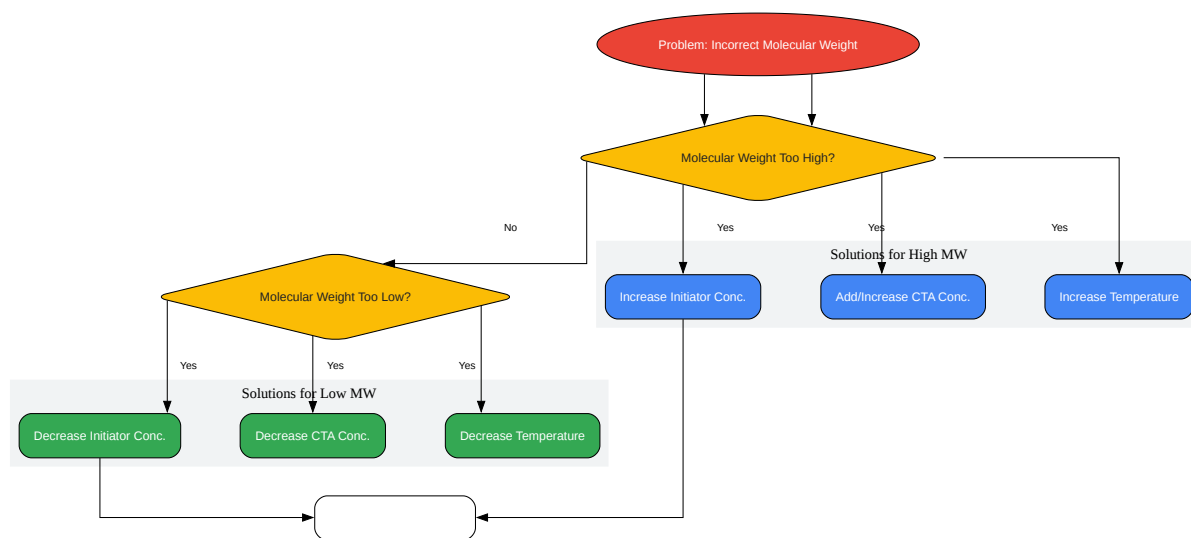 Problem: Incorrect Molecular Weight
Molecular Weight Too High?
No
Yes
Yes
Yes
Solutions for High MW
Increase Initiator Conc.
Add/Increase CTA Conc.
Increase Temperature
Molecular Weight Too Low?
Yes
Yes
Yes
Solutions for Low MW
Decrease Initiator Conc.
Decrease CTA Conc.
Decrease Temperature